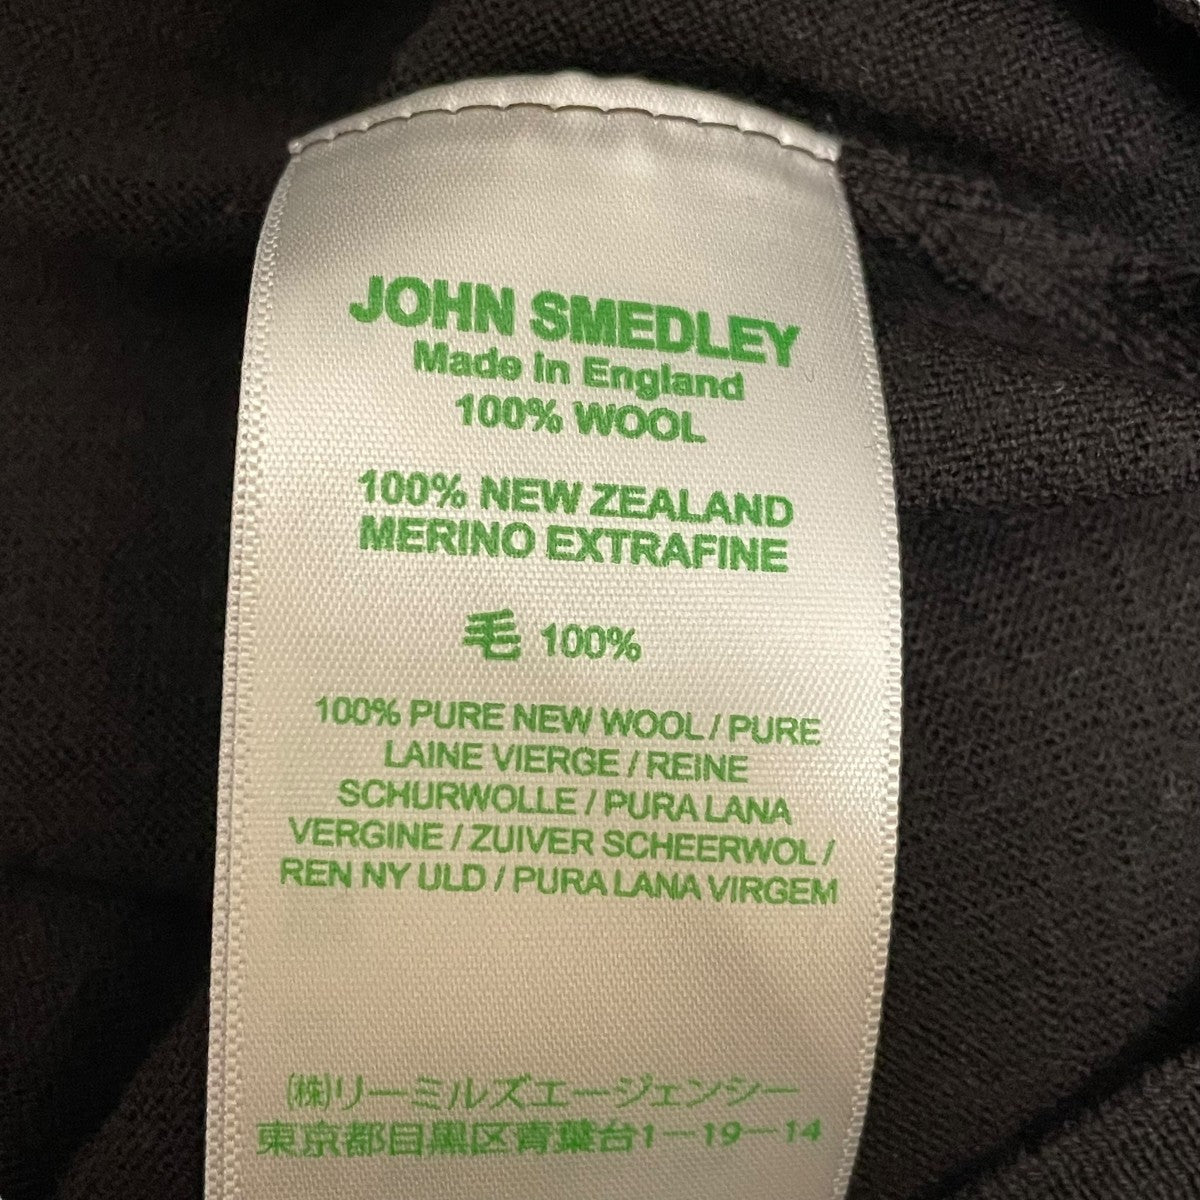 JOHN SMEDLEY
Made In England
100% WOOL
100% NEW ZEALAND
MERINO EXTRAFINE
毛 100%
100% PURE NEW WOOL / PURE
LAINE VIERGE / REINE
SCHURWOLLE / PURA LANA
VERGINE / ZUIVER SCHEERWOL /
REN NY ULD / PURA LANA VIRGEM
(株)リーミルズエージェンシー
東京都目黒区青葉台1-19-14